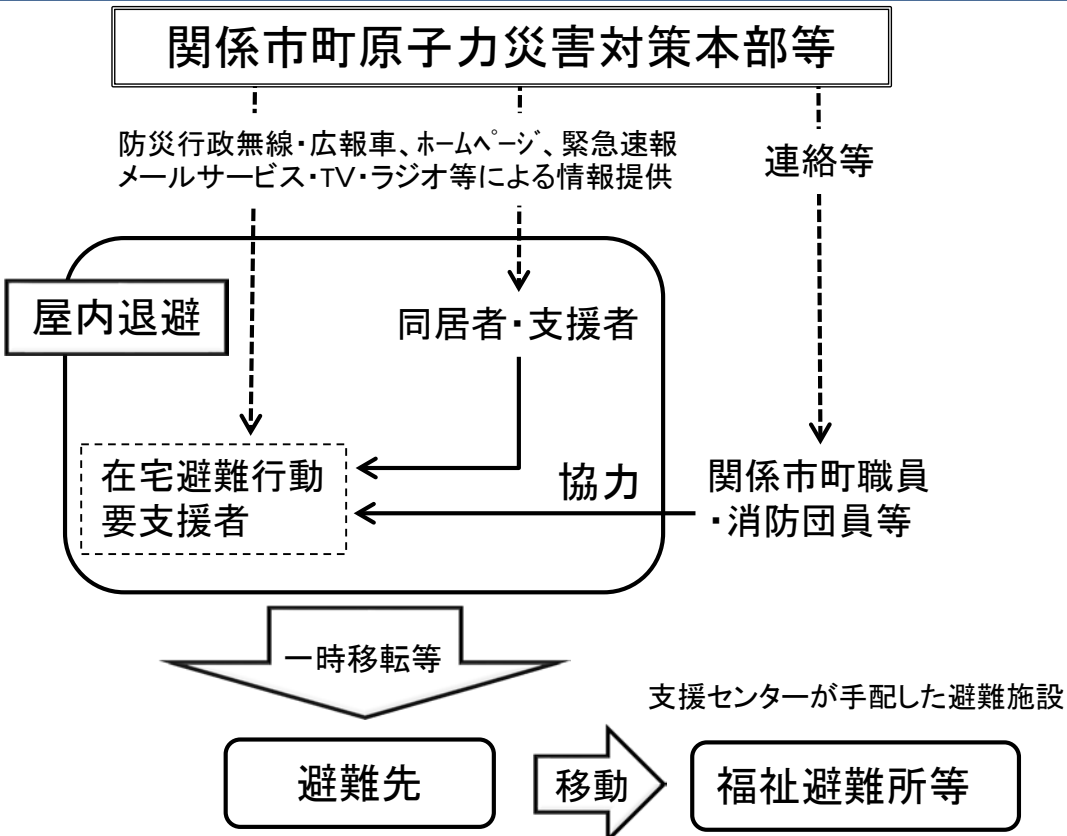 関係市町原子力災害対策本部等
防災行政無線・広報車、ホームページ、緊急速報
メールサービス・TV・ラジオ等による情報提供
連絡等
屋内退避
同居者・支援者
在宅避難行動
要支援者
協力
関係市町職員
・消防団員等
一時移転等
支援センターが手配した避難施設
避難先
移動
福祉避難所等